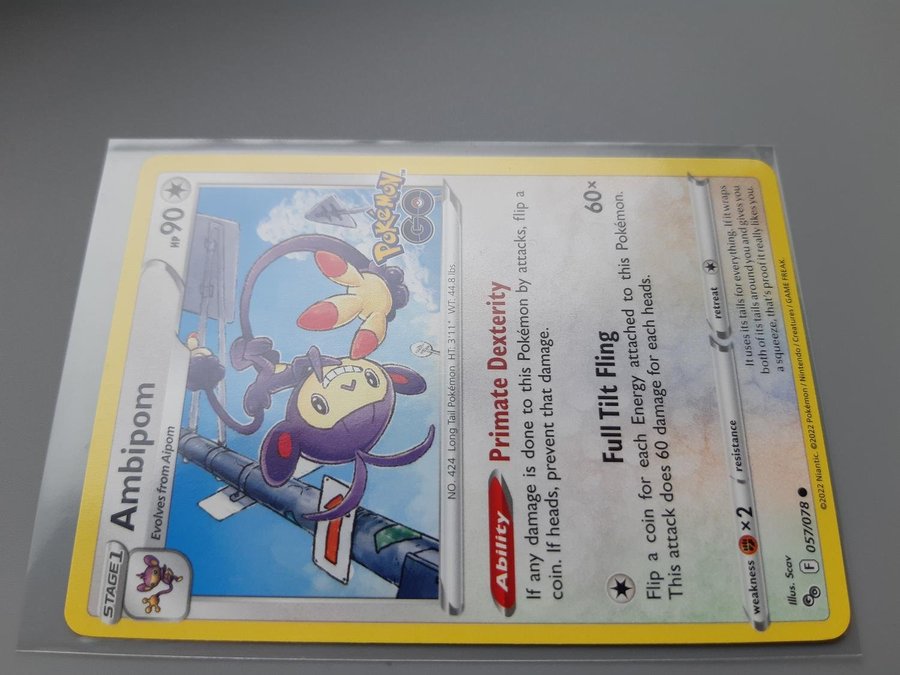 STAGE 1
Ambipom
HP 90
Evolves from Aipom
Pokémon GO™
NO. 424 Long Tail Pokémon HT: 3'11" WT: 44.8 lbs.
Ability Primate Dexterity
If any damage is done to this Pokémon by attacks, flip a
coin. If heads, prevent that damage.
Full Tilt Fling 60×
Flip a coin for each Energy attached to this Pokémon.
This attack does 60 damage for each heads.
weakness ×2 resistance retreat
Illus. Scav
F 057/078
It uses its tails for everything. If it wraps
both of its tails around you and gives you
a squeeze, that's proof it really likes you.
©2022 Niantic. ©2022 Pokémon / Nintendo / Creatures / GAME FREAK.